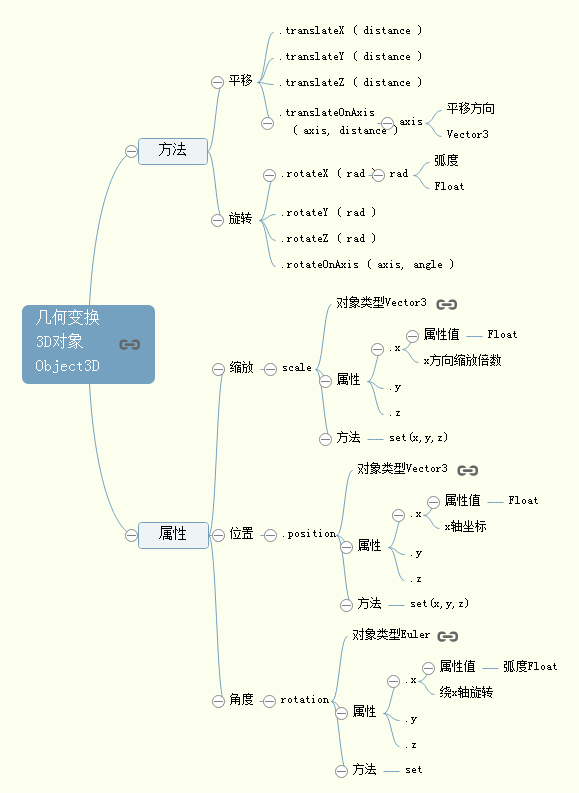 几何变换
3D对象
Object3D
方法
平移
.translateX ( distance )
.translateY ( distance )
.translateZ ( distance )
.translateOnAxis
( axis, distance )
axis
平移方向
Vector3
旋转
.rotateX ( rad )
rad
弧度
Float
.rotateY ( rad )
.rotateZ ( rad )
.rotateOnAxis ( axis, angle )
属性
缩放
scale
对象类型Vector3
属性
.x
属性值
Float
x方向缩放倍数
.y
.z
方法
set(x,y,z)
位置
.position
对象类型Vector3
属性
.x
属性值
Float
x轴坐标
.y
.z
方法
set(x,y,z)
角度
rotation
对象类型Euler
属性
.x
属性值
弧度Float
绕x轴旋转
.y
.z
方法
set